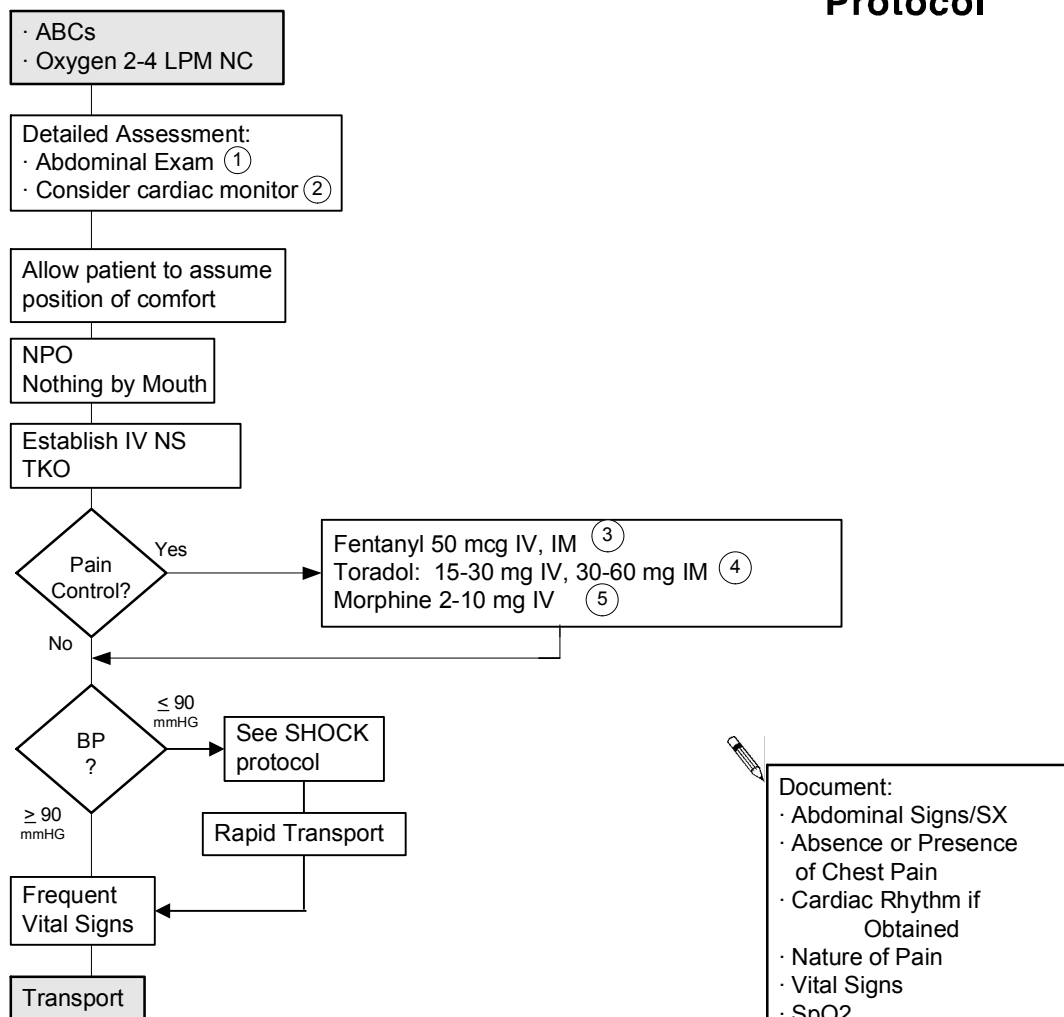 Protocol
· ABCs
· Oxygen 2-4 LPM NC
Detailed Assessment:
· Abdominal Exam 1
· Consider cardiac monitor 2
Allow patient to assume
position of comfort
NPO
Nothing by Mouth
Establish IV NS
TKO
Pain
Control?
Yes
No
Fentanyl 50 mcg IV, IM 3
Toradol: 15-30 mg IV, 30-60 mg IM 4
Morphine 2-10 mg IV 5
BP
?
≤ 90
mmHG
See SHOCK
protocol
Rapid Transport
≥ 90
mmHG
Frequent
Vital Signs
Transport
Document:
· Abdominal Signs/SX
· Absence or Presence
of Chest Pain
· Cardiac Rhythm if
Obtained
· Nature of Pain
· Vital Signs
· SpO2